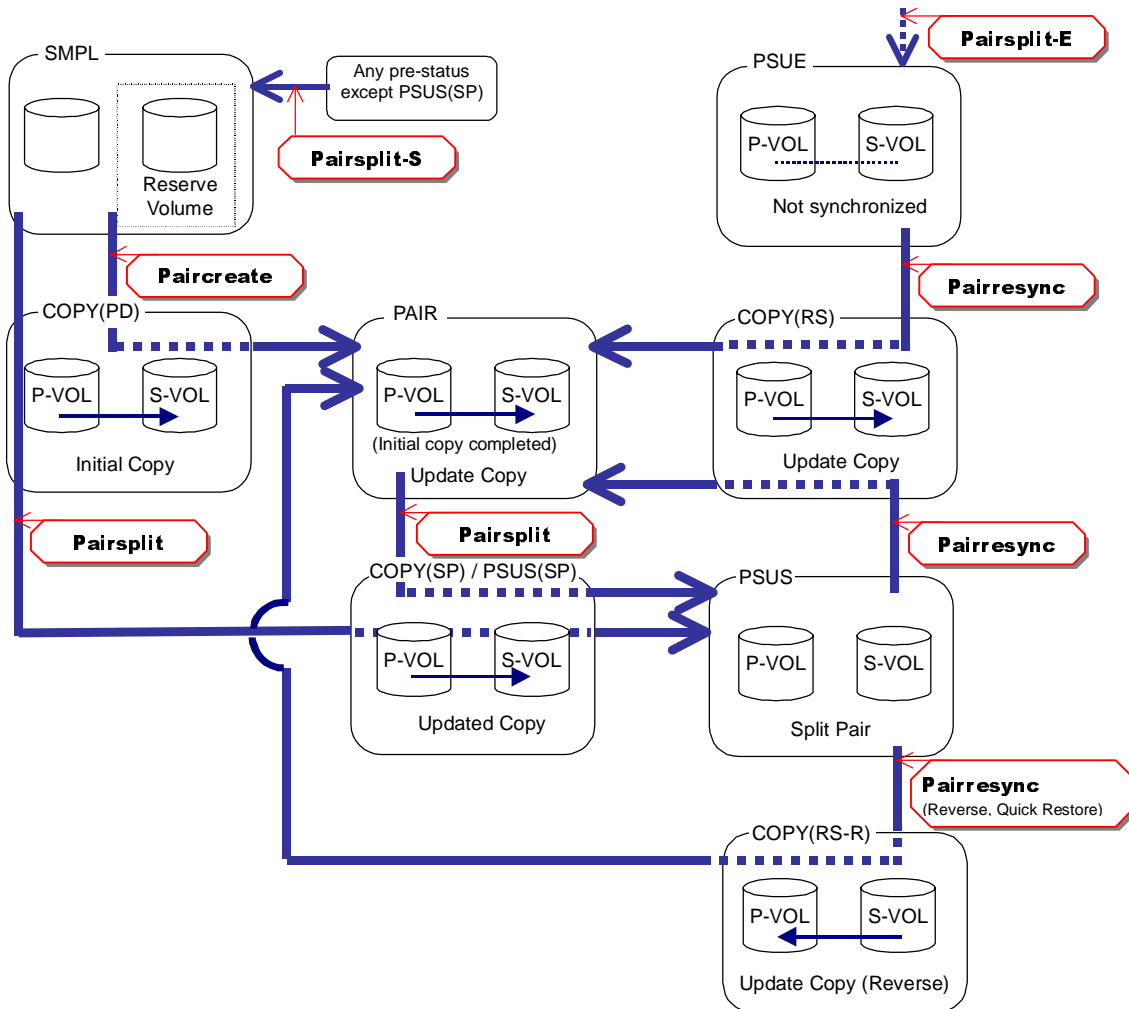 SMPL
Any pre-status
except PSUS(SP)
Pairsplit-S
Reserve
Volume
Pairsplit-E
PSUE
P-VOL
S-VOL
Not synchronized
Paircreate
Pairresync
COPY(PD)
P-VOL
S-VOL
Initial Copy
PAIR
P-VOL
S-VOL
(Initial copy completed)
Update Copy
COPY(RS)
P-VOL
S-VOL
Update Copy
Pairsplit
Pairsplit
Pairresync
COPY(SP) / PSUS(SP)
P-VOL
S-VOL
Updated Copy
PSUS
P-VOL
S-VOL
Split Pair
Pairresync
(Reverse, Quick Restore)
COPY(RS-R)
P-VOL
S-VOL
Update Copy (Reverse)